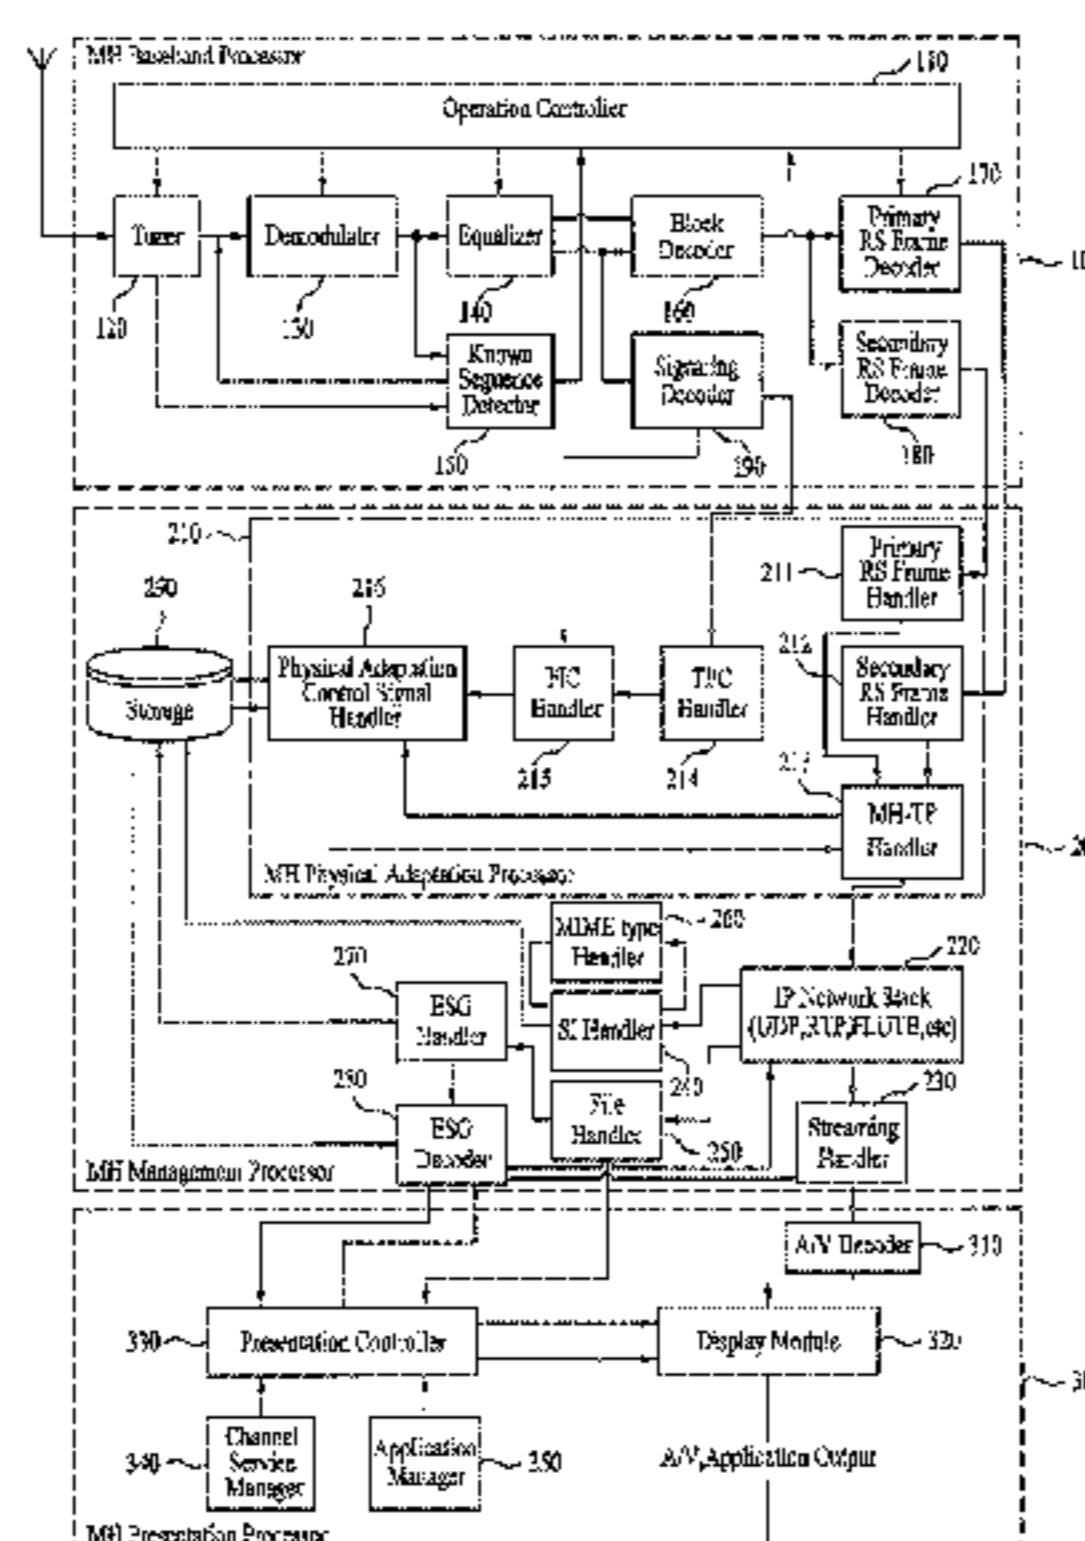 MH Baseband Processor
Operation Controller
Tuner
120
Demodulator
130
Equalizer
140
Block
Decoder
160
170
Primary
RS Frame
Decoder
Known
Sequence
Detector
Signaling
Decoder
190
Secondary
RS Frame
Decoder
180
210
211
Primary
RS Frame
Handler
216
Physical Adaptation
Control Signal
Handler
Storage
FIC
Handler
215
TPC
Handler
214
212
Secondary
RS Frame
Handler
MH-TP
Handler
MH Physical Adaptation Processor
MIME type
Handler
270
ESG
Handler
SI Handler
240
220
IP Network Stack
(UDP,RTP,FLUTE,etc)
230
ESG
Decoder
File
Handler
Streaming
Handler
MH Management Processor
A/V Decoder
310
330
Presentation Controller
Display Module
320
340
Channel
Service
Manager
Application
Manager
A/V,Application Output
MH Presentation Processor